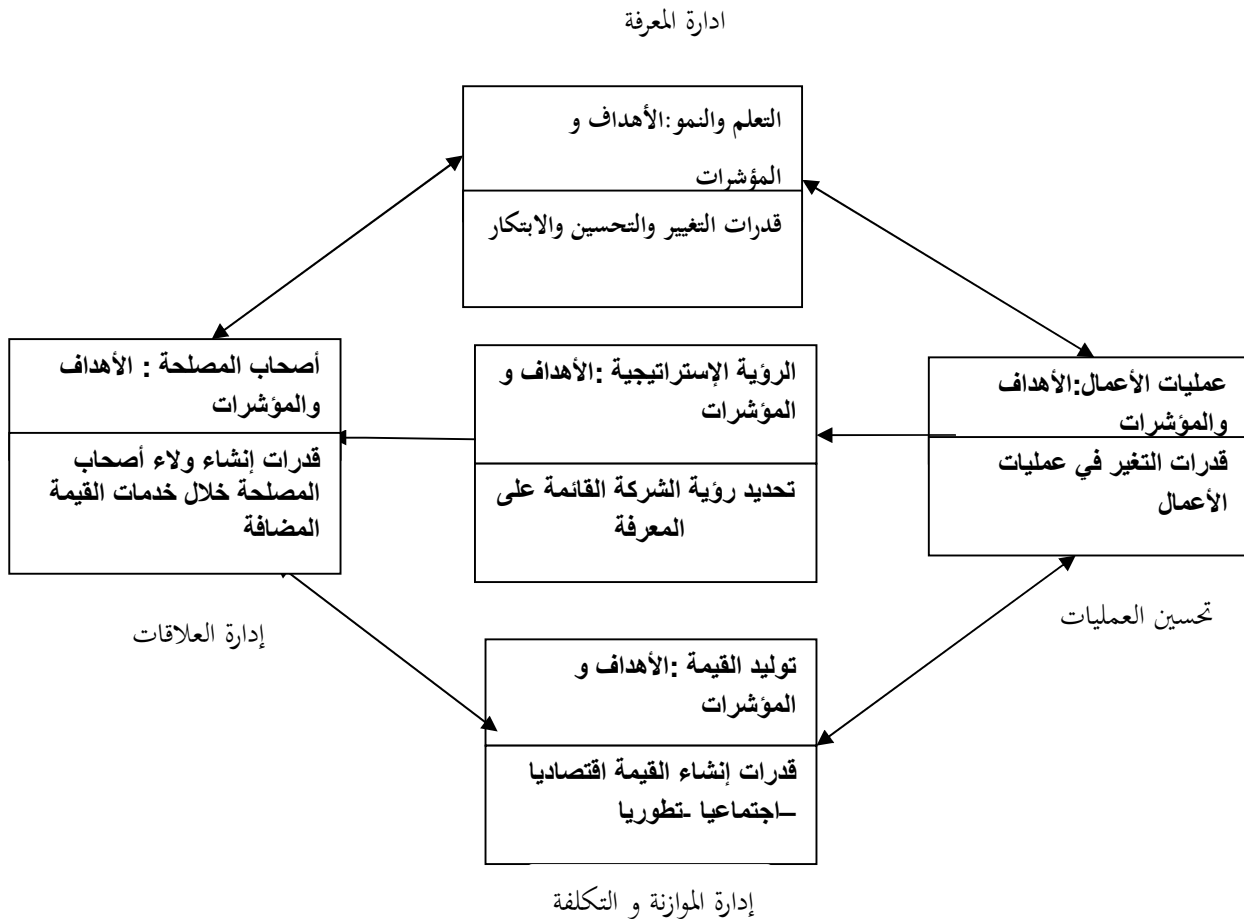 ادارة المعرفة
التعلم والنمو:الأهداف و
المؤشرات
قدرات التغيير والتحسين والابتكار
عمليات الأعمال:الأهداف
والمؤشرات
قدرات التغير في عمليات
الأعمال
الرؤية الإستراتيجية :الأهداف و
المؤشرات
تحديد رؤية الشركة القائمة على
المعرفة
أصحاب المصلحة : الأهداف
والمؤشرات
قدرات إنشاء ولاء أصحاب
المصلحة خلال خدمات القيمة
المضافة
تحسين العمليات
إدارة العلاقات
توليد القيمة :الأهداف و
المؤشرات
قدرات إنشاء القيمة اقتصاديا
–اجتماعيا -تطوريا
إدارة الموازنة و التكلفة